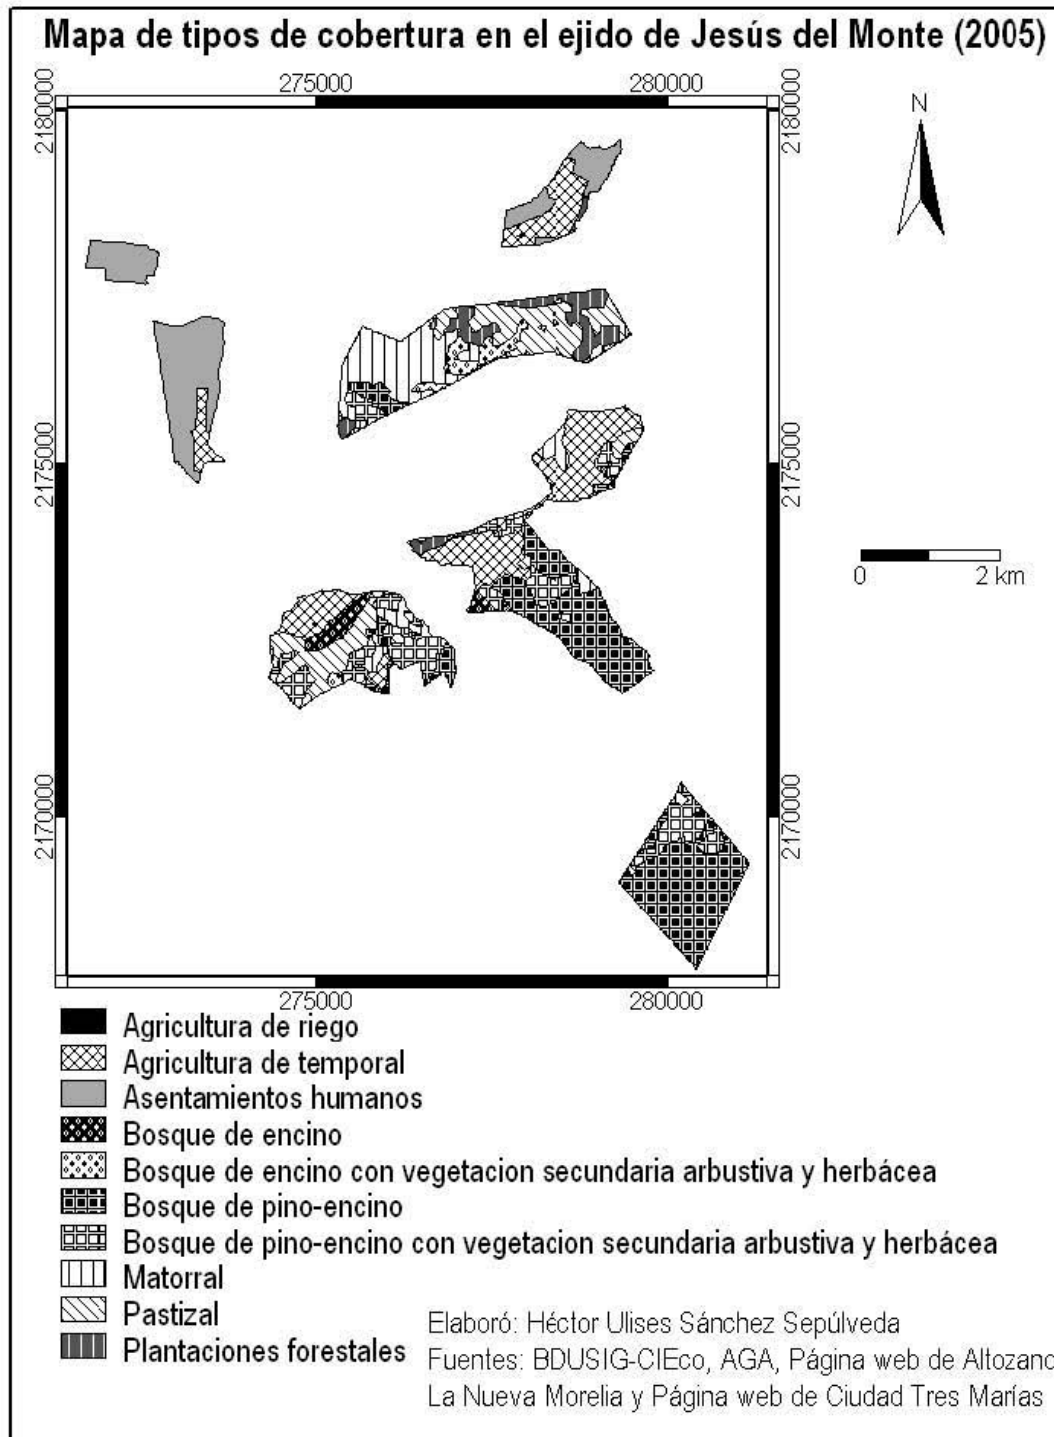 Mapa de tipos de cobertura en el ejido de Jesús del Monte (2005)
275000 280000
2180000 2180000
N
2175000 2175000
0 2 km
2170000 2170000
275000 280000
Agricultura de riego
Agricultura de temporal
Asentamientos humanos
Bosque de encino
Bosque de encino con vegetacion secundaria arbustiva y herbácea
Bosque de pino-encino
Bosque de pino-encino con vegetacion secundaria arbustiva y herbácea
Matorral
Pastizal
Plantaciones forestales
Elaboró: Héctor Ulises Sánchez Sepúlveda
Fuentes: BDUSIG-CIEco, AGA, Página web de Altozano
La Nueva Morelia y Página web de Ciudad Tres Marías